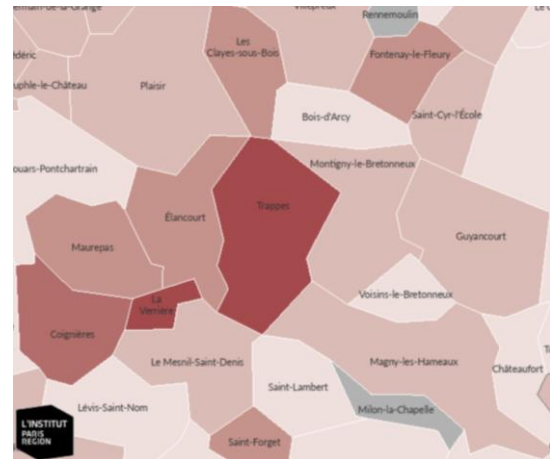 Rennemoulin
Les
Clayes-sous-Bois
Fontenay-le-Fleury
Plaisir
Bois-d'Arcy
Saint-Cyr-l'École
Montigny-le-Bretonneux
Élancourt
Trappes
Maurepas
Guyancourt
La
Verrière
Voisins-le-Bretonneux
Coignières
Le Mesnil-Saint-Denis
Magny-les-Hameaux
Châteaufort
Saint-Lambert
Lévis-Saint-Nom
Milon-la-Chapelle
L'INSTITUT
PARIS
REGION
Saint-Forget